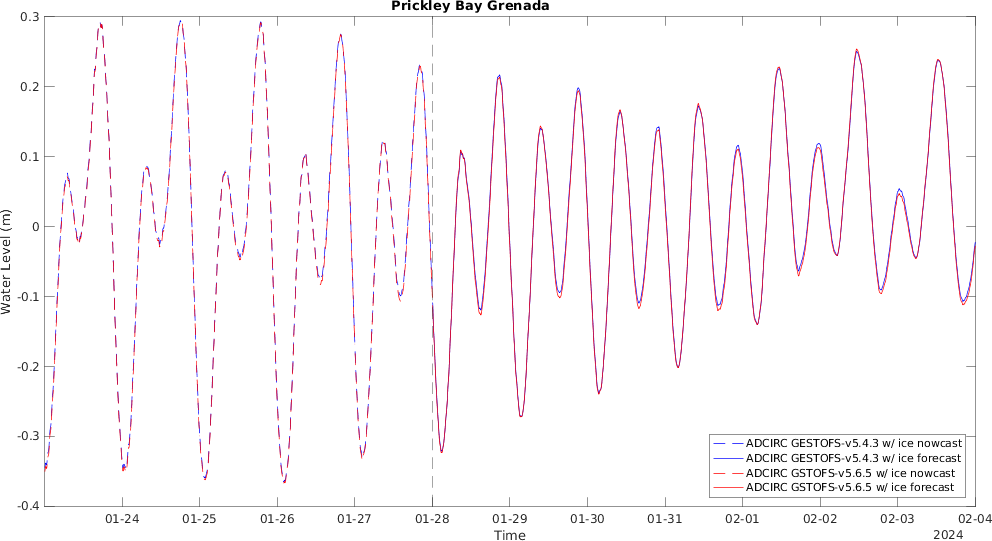 Prickley Bay Grenada
0.3
0.2
0.1
0
-0.1
-0.2
-0.3
-0.4
Water Level (m)
ADCIRC GESTOFS-v5.4.3 w/ ice nowcast
ADCIRC GESTOFS-v5.4.3 w/ ice forecast
ADCIRC GSTOFS-v5.6.5 w/ ice nowcast
ADCIRC GSTOFS-v5.6.5 w/ ice forecast
01-24 01-25 01-26 01-27 01-28 01-29 01-30 01-31 02-01 02-02 02-03 02-04
Time
2024